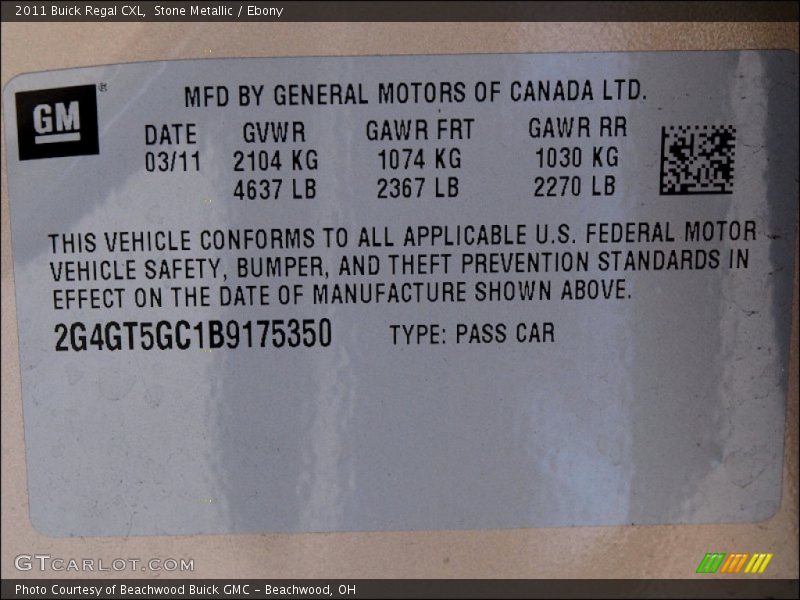 2011 Buick Regal CXL, Stone Metallic / Ebony
GM ®
MFD BY GENERAL MOTORS OF CANADA LTD.
DATE GVWR GAWR FRT GAWR RR
03/11 2104 KG 1074 KG 1030 KG
4637 LB 2367 LB 2270 LB
THIS VEHICLE CONFORMS TO ALL APPLICABLE U.S. FEDERAL MOTOR
VEHICLE SAFETY, BUMPER, AND THEFT PREVENTION STANDARDS IN
EFFECT ON THE DATE OF MANUFACTURE SHOWN ABOVE.
2G4GT5GC1B9175350 TYPE: PASS CAR
GTCARLOT.COM
Photo Courtesy of Beachwood Buick GMC - Beachwood, OH